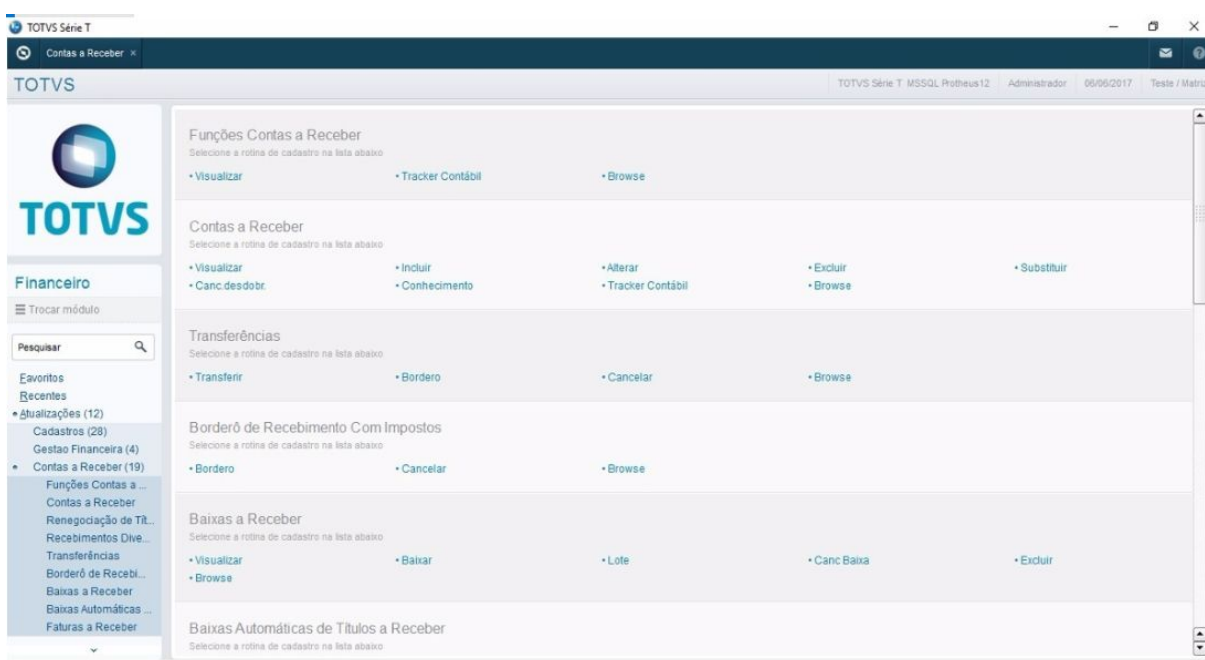 TOTVS Série T
Contas a Receber ×
TOTVS
TOTVS Série T MSSQL Protheus12 Administrador 06/06/2017 Teste / Matriz
TOTVS
Financeiro
Trocar módulo
Pesquisar
Favoritos
Recentes
Atualizações (12)
Cadastros (28)
Gestao Financeira (4)
Contas a Receber (19)
Funções Contas a ...
Contas a Receber
Renegociação de Tít...
Recebimentos Dive...
Transferências
Borderô de Recebi...
Baixas a Receber
Baixas Automáticas ...
Faturas a Receber
Funções Contas a Receber
Selecione a rotina de cadastro na lista abaixo
• Visualizar • Tracker Contábil • Browse
Contas a Receber
Selecione a rotina de cadastro na lista abaixo
• Visualizar • Incluir • Alterar • Excluir • Substituir
• Canc.desdobr. • Conhecimento • Tracker Contábil • Browse
Transferências
Selecione a rotina de cadastro na lista abaixo
• Transferir • Bordero • Cancelar • Browse
Borderô de Recebimento Com Impostos
Selecione a rotina de cadastro na lista abaixo
• Bordero • Cancelar • Browse
Baixas a Receber
Selecione a rotina de cadastro na lista abaixo
• Visualizar • Baixar • Lote • Canc Baixa • Excluir
• Browse
Baixas Automáticas de Títulos a Receber
Selecione a rotina de cadastro na lista abaixo